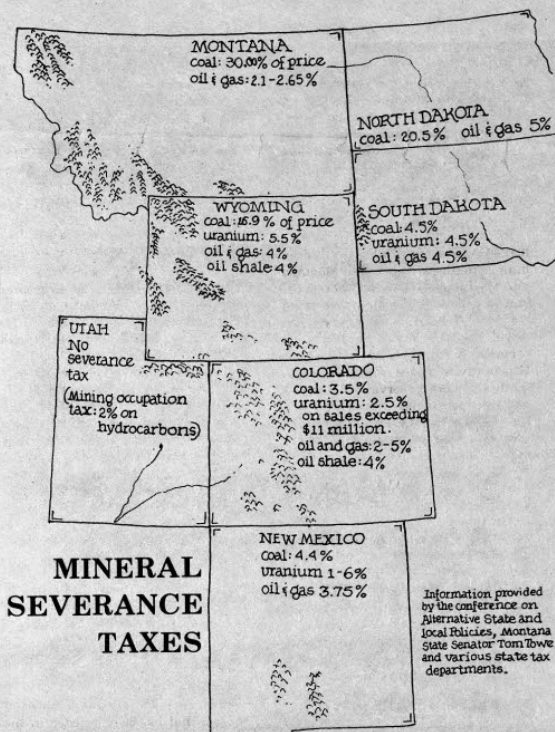 MONTANA
coal: 30.00% of price
oil & gas: 2.1-2.65%
NORTH DAKOTA
coal: 20.5% oil & gas 5%
WYOMING
coal: 16.9 % of price
uranium: 5.5%
oil & gas: 4%
oil shale 4%
SOUTH DAKOTA
coal: 4.5%
uranium: 4.5%
oil & gas 4.5%
UTAH
No
severance
tax
(Mining occupation
tax: 2% on
hydrocarbons)
COLORADO
coal: 3.5%
uranium: 2.5%
on sales exceeding
$11 million.
oil and gas: 2-5%
oil shale: 4%
NEW MEXICO
coal: 4.4%
uranium 1-6%
oil & gas 3.75%
MINERAL
SEVERANCE
TAXES
Information provided
by the conference on
Alternative State and
local Policies, Montana
State Senator Tom Towe
and various state tax
departments.